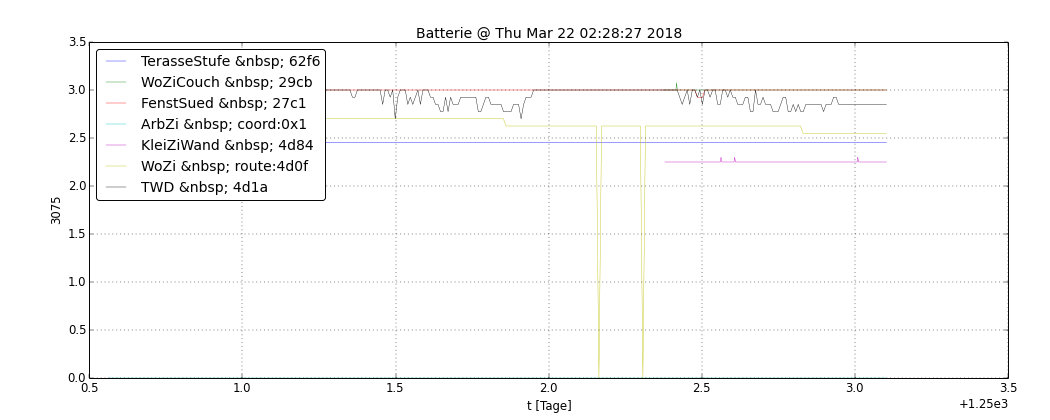 Batterie @ Thu Mar 22 02:28:27 2018
3.5
3.0
2.5
2.0
1.5
1.0
0.5
0.0
3075
TerasseStufe &nbsp; 62f6
WoZiCouch &nbsp; 29cb
FenstSued &nbsp; 27c1
ArbZi &nbsp; coord:0x1
KleiZiWand &nbsp; 4d84
WoZi &nbsp; route:4d0f
TWD &nbsp; 4d1a
0.5 1.0 1.5 2.0 2.5 3.0 3.5
t [Tage]
+1.25e3